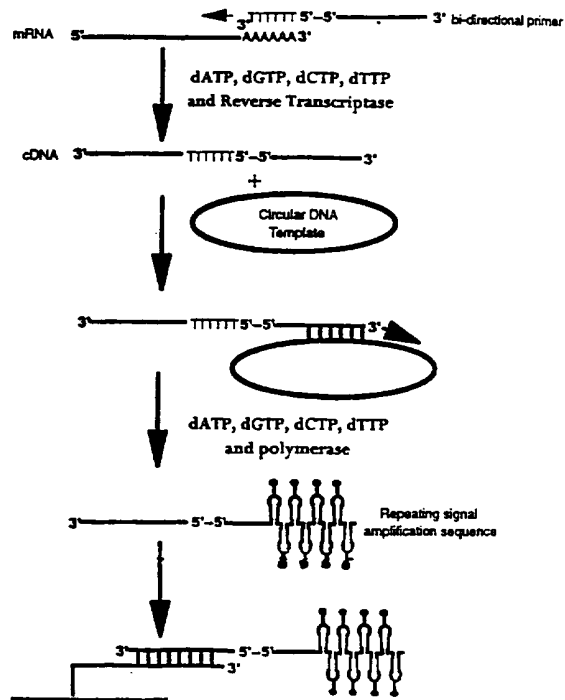 3' TTTTTT 5'–5' 3' bi-directional primer
mRNA 5' AAAAAA 3'
dATP, dGTP, dCTP, dTTP
and Reverse Transcriptase
cDNA 3' TTTTTT 5'–5' 3'
+
Circular DNA
Template
3' TTTTTT 5'–5' 3'
dATP, dGTP, dCTP, dTTP
and polymerase
3' 5'–5'
Repeating signal
amplification sequence
3' 5'–5'
3'